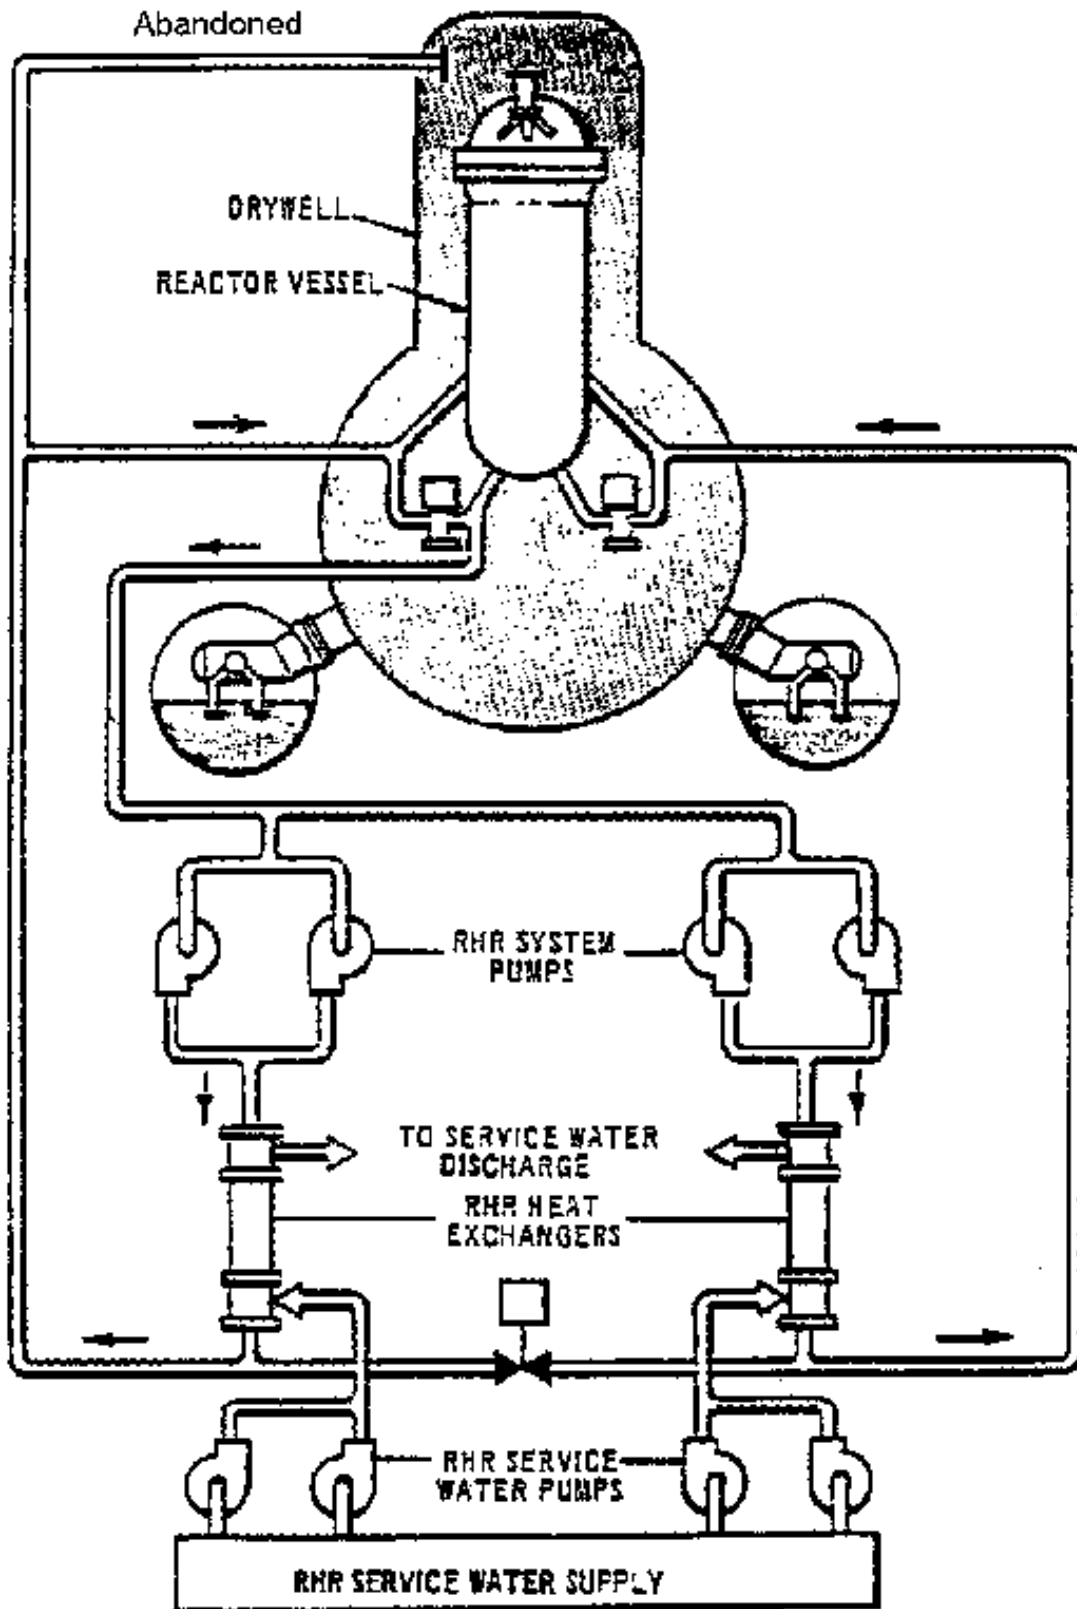 Abandoned
DRYWELL
REACTOR VESSEL
RHR SYSTEM
PUMPS
TO SERVICE WATER
DISCHARGE
RHR HEAT
EXCHANGERS
RHR SERVICE
WATER PUMPS
RHR SERVICE WATER SUPPLY